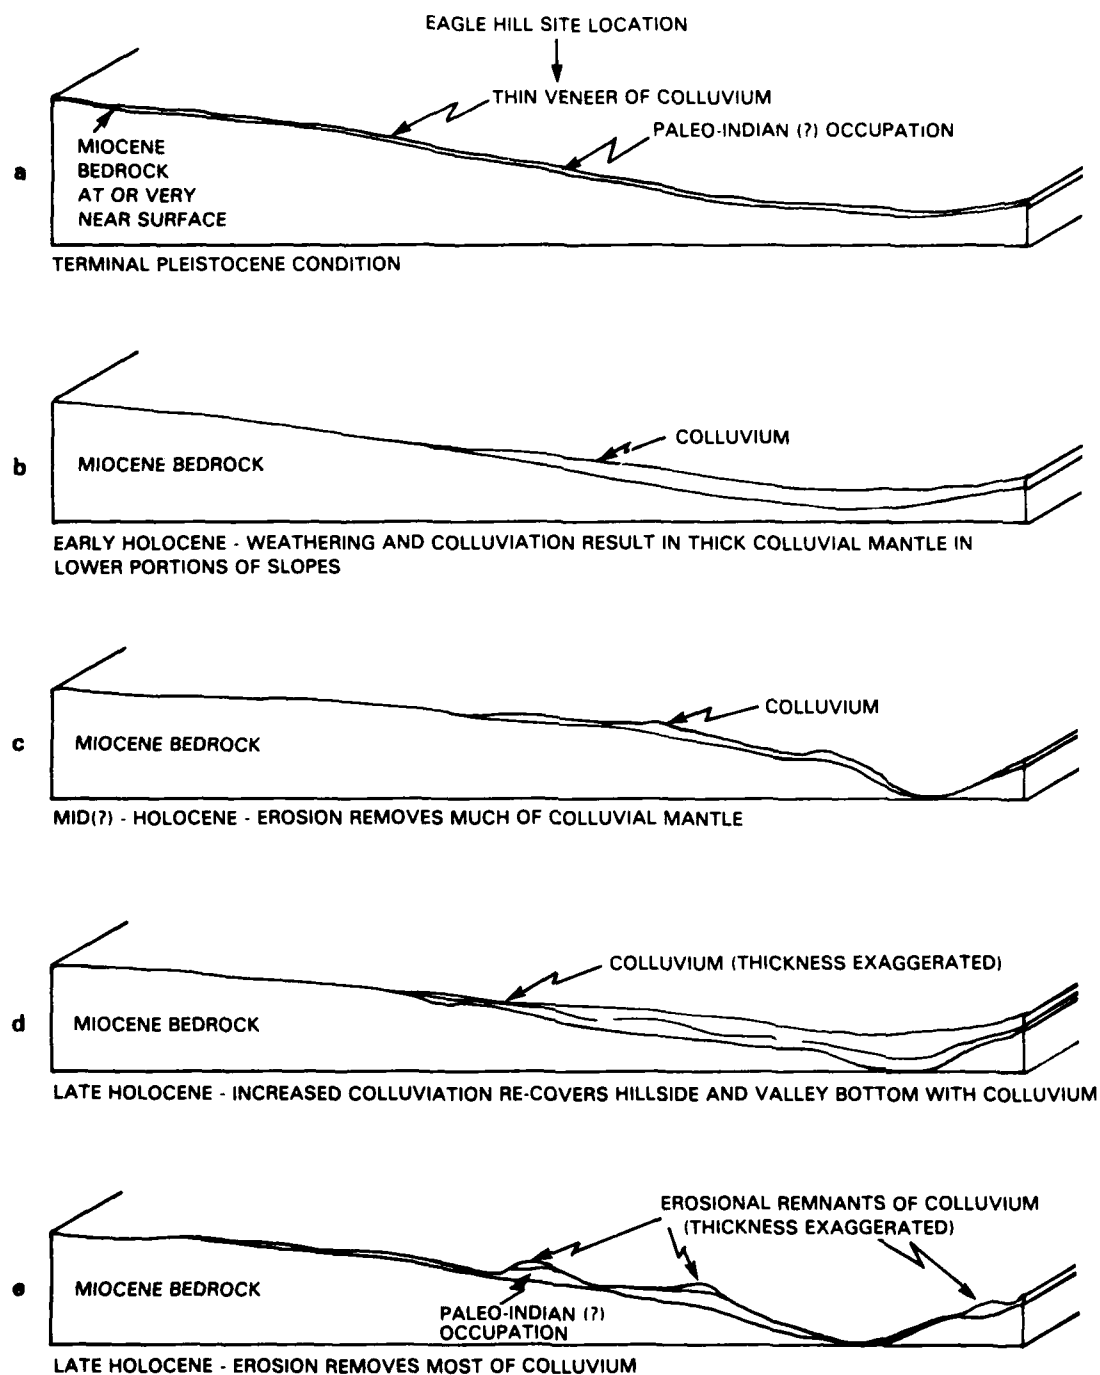 EAGLE HILL SITE LOCATION
THIN VENEER OF COLLUVIUM
PALEO-INDIAN (?) OCCUPATION
MIOCENE
BEDROCK
AT OR VERY
NEAR SURFACE
a
TERMINAL PLEISTOCENE CONDITION
COLLUVIUM
b
MIOCENE BEDROCK
EARLY HOLOCENE - WEATHERING AND COLLUVIATION RESULT IN THICK COLLUVIAL MANTLE IN
LOWER PORTIONS OF SLOPES
COLLUVIUM
c
MIOCENE BEDROCK
MID(?) - HOLOCENE - EROSION REMOVES MUCH OF COLLUVIAL MANTLE
COLLUVIUM (THICKNESS EXAGGERATED)
d
MIOCENE BEDROCK
LATE HOLOCENE - INCREASED COLLUVIATION RE-COVERS HILLSIDE AND VALLEY BOTTOM WITH COLLUVIUM
EROSIONAL REMNANTS OF COLLUVIUM
(THICKNESS EXAGGERATED)
e
MIOCENE BEDROCK
PALEO-INDIAN (?)
OCCUPATION
LATE HOLOCENE - EROSION REMOVES MOST OF COLLUVIUM